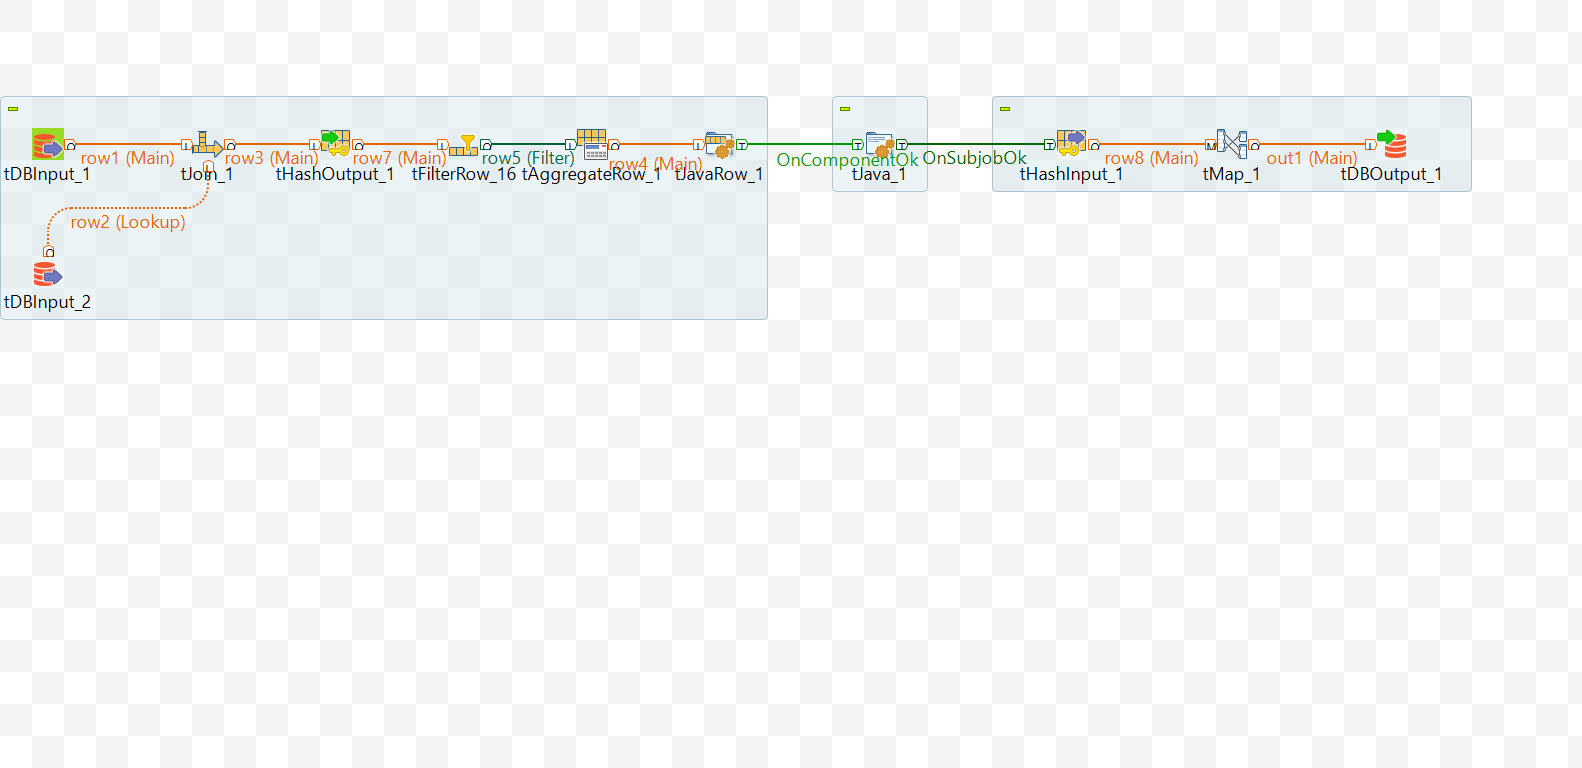 row1 (Main)
row3 (Main)
row7 (Main)
row5 (Filter)
row4 (Main)
OnComponentOk
OnSubjobOk
row8 (Main)
out1 (Main)
tDBInput_1
tJoin_1
tHashOutput_1
tFilterRow_16
tAggregateRow_1
tJavaRow_1
tJava_1
tHashInput_1
tMap_1
tDBOutput_1
row2 (Lookup)
tDBInput_2